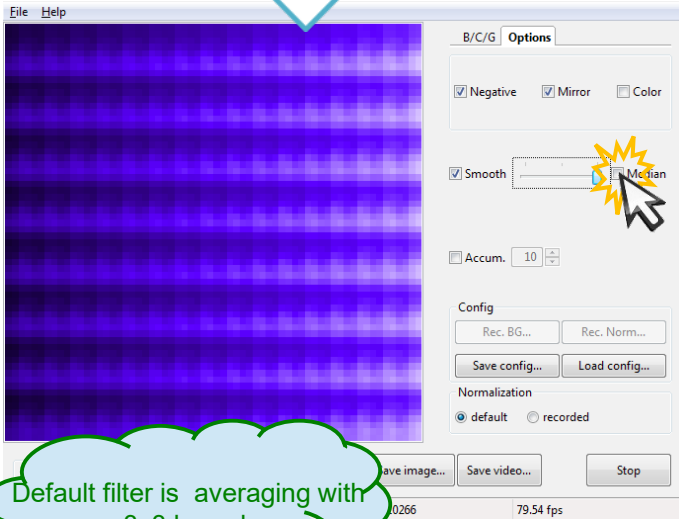 File Help
B/C/G Options
Negative Mirror Color
Smooth Median
Accum. 10
Config
Rec. BG... Rec. Norm...
Save config... Load config...
Normalization
default recorded
ave image... Save video... Stop
Default filter is averaging with
0266 79.54 fps